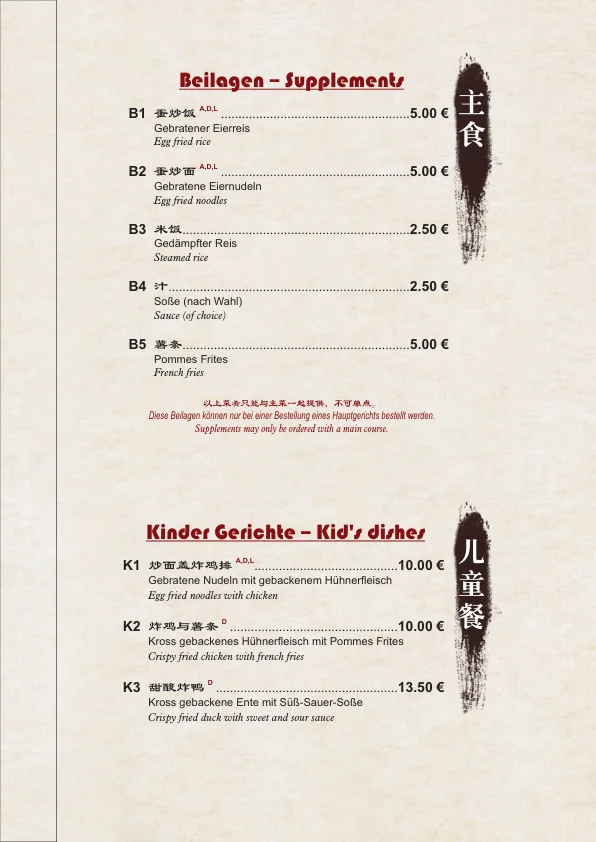 Beilagen – Supplements
主食
B1 蛋炒饭 A,D,L ......................................................5.00 €
Gebratener Eierreis
Egg fried rice
B2 蛋炒面 A,D,L ......................................................5.00 €
Gebratene Eiernudeln
Egg fried noodles
B3 米饭.................................................................2.50 €
Gedämpfter Reis
Steamed rice
B4 汁.....................................................................2.50 €
Soße (nach Wahl)
Sauce (of choice)
B5 薯条.................................................................5.00 €
Pommes Frites
French fries
以上菜肴只能与主菜一起提供，不可单点。
Diese Beilagen können nur bei einer Bestellung eines Hauptgerichts bestellt werden.
Supplements may only be ordered with a main course.
Kinder Gerichte – Kid's dishes
儿童餐
K1 炒面盖炸鸡排 A,D,L.........................................10.00 €
Gebratene Nudeln mit gebackenem Hühnerfleisch
Egg fried noodles with chicken
K2 炸鸡与薯条 D ................................................10.00 €
Kross gebackenes Hühnerfleisch mit Pommes Frites
Crispy fried chicken with french fries
K3 甜酸炸鸭 D ....................................................13.50 €
Kross gebackene Ente mit Süß-Sauer-Soße
Crispy fried duck with sweet and sour sauce